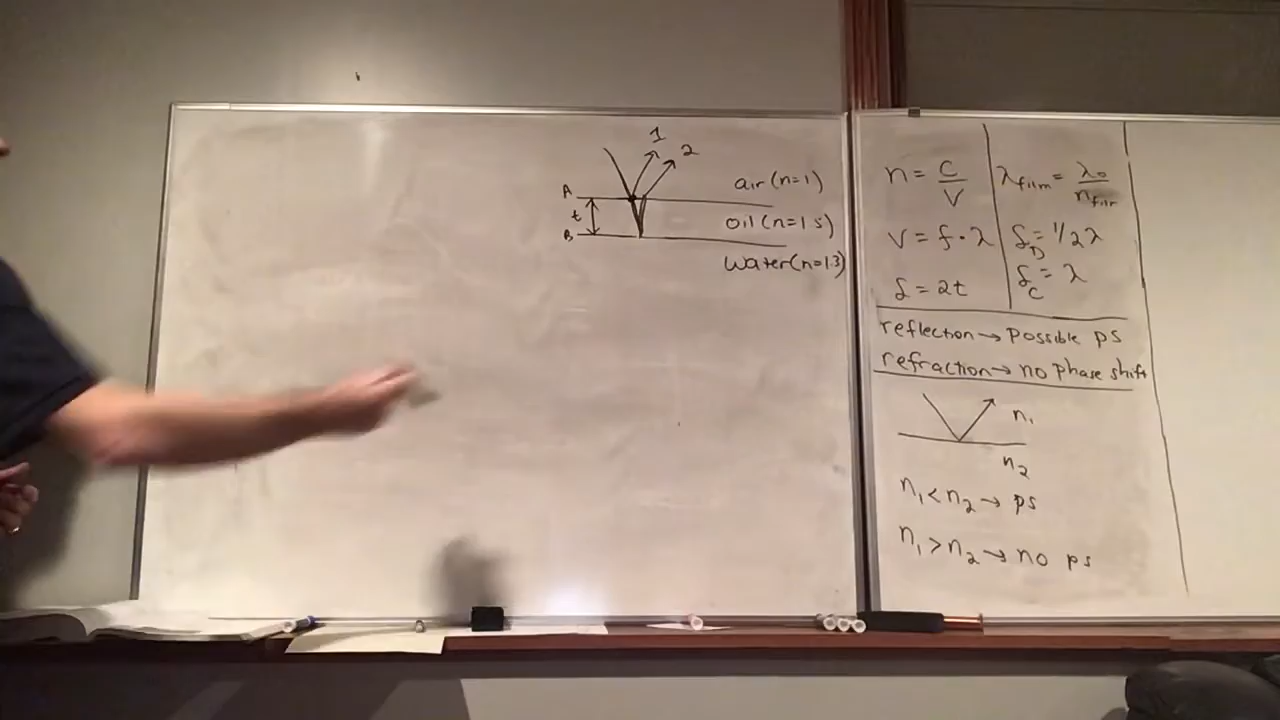 1
2
A
air (n=1)
t
oil (n=1.5)
B
water (n=1.3)
n = c/v
λfilm = λo/nfilm
v = f · λ
δD = 1/2 λ
δ = 2t
δC = λ
reflection → possible ps
refraction → no phase shift
n1
n2
n1 < n2 → ps
n1 > n2 → no ps